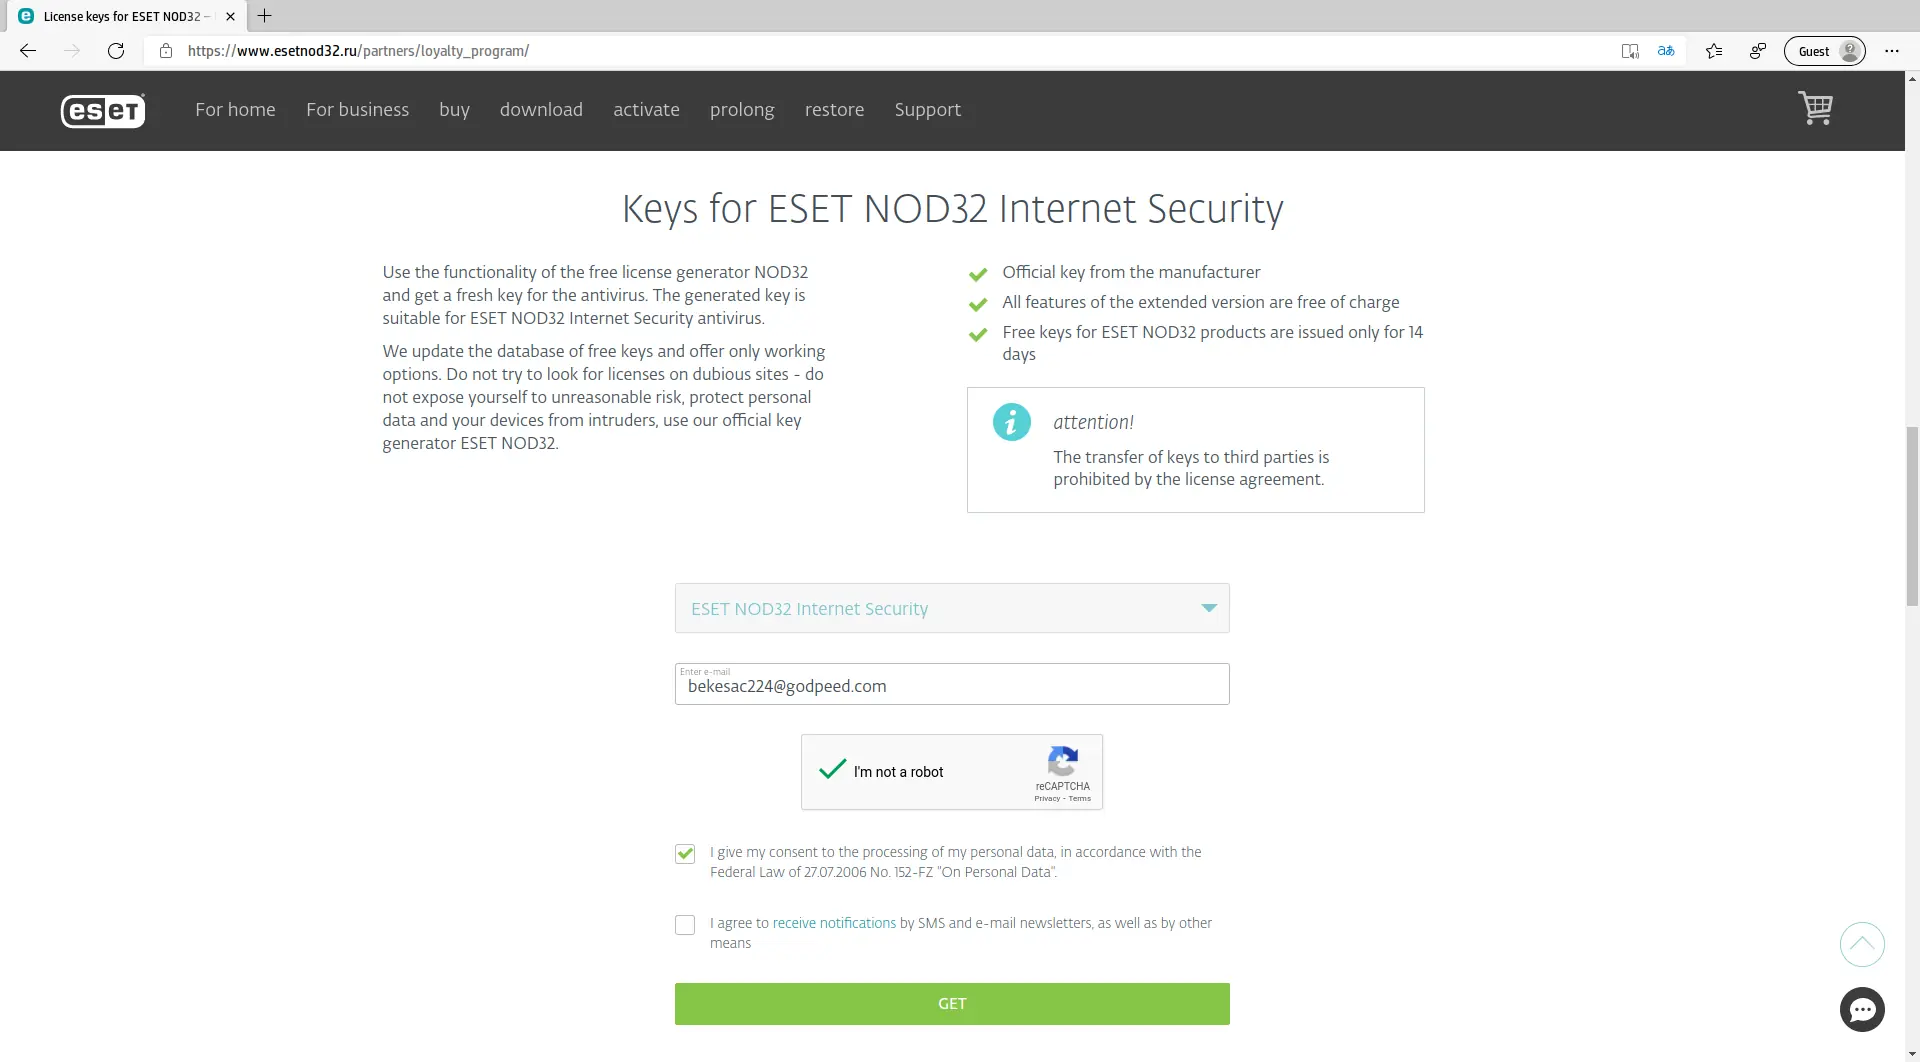 License keys for ESET NOD32 –
https://www.esetnod32.ru/partners/loyalty_program/
aあ
Guest
eseT
For home
For business
buy
download
activate
prolong
restore
Support
Keys for ESET NOD32 Internet Security
Use the functionality of the free license generator NOD32
and get a fresh key for the antivirus. The generated key is
suitable for ESET NOD32 Internet Security antivirus.
We update the database of free keys and offer only working
options. Do not try to look for licenses on dubious sites - do
not expose yourself to unreasonable risk, protect personal
data and your devices from intruders, use our official key
generator ESET NOD32.
Official key from the manufacturer
All features of the extended version are free of charge
Free keys for ESET NOD32 products are issued only for 14
days
attention!
The transfer of keys to third parties is
prohibited by the license agreement.
ESET NOD32 Internet Security
Enter e-mail
bekesac224@godpeed.com
I'm not a robot
reCAPTCHA
Privacy - Terms
I give my consent to the processing of my personal data, in accordance with the
Federal Law of 27.07.2006 No. 152-FZ "On Personal Data".
I agree to receive notifications by SMS and e-mail newsletters, as well as by other
means
GET